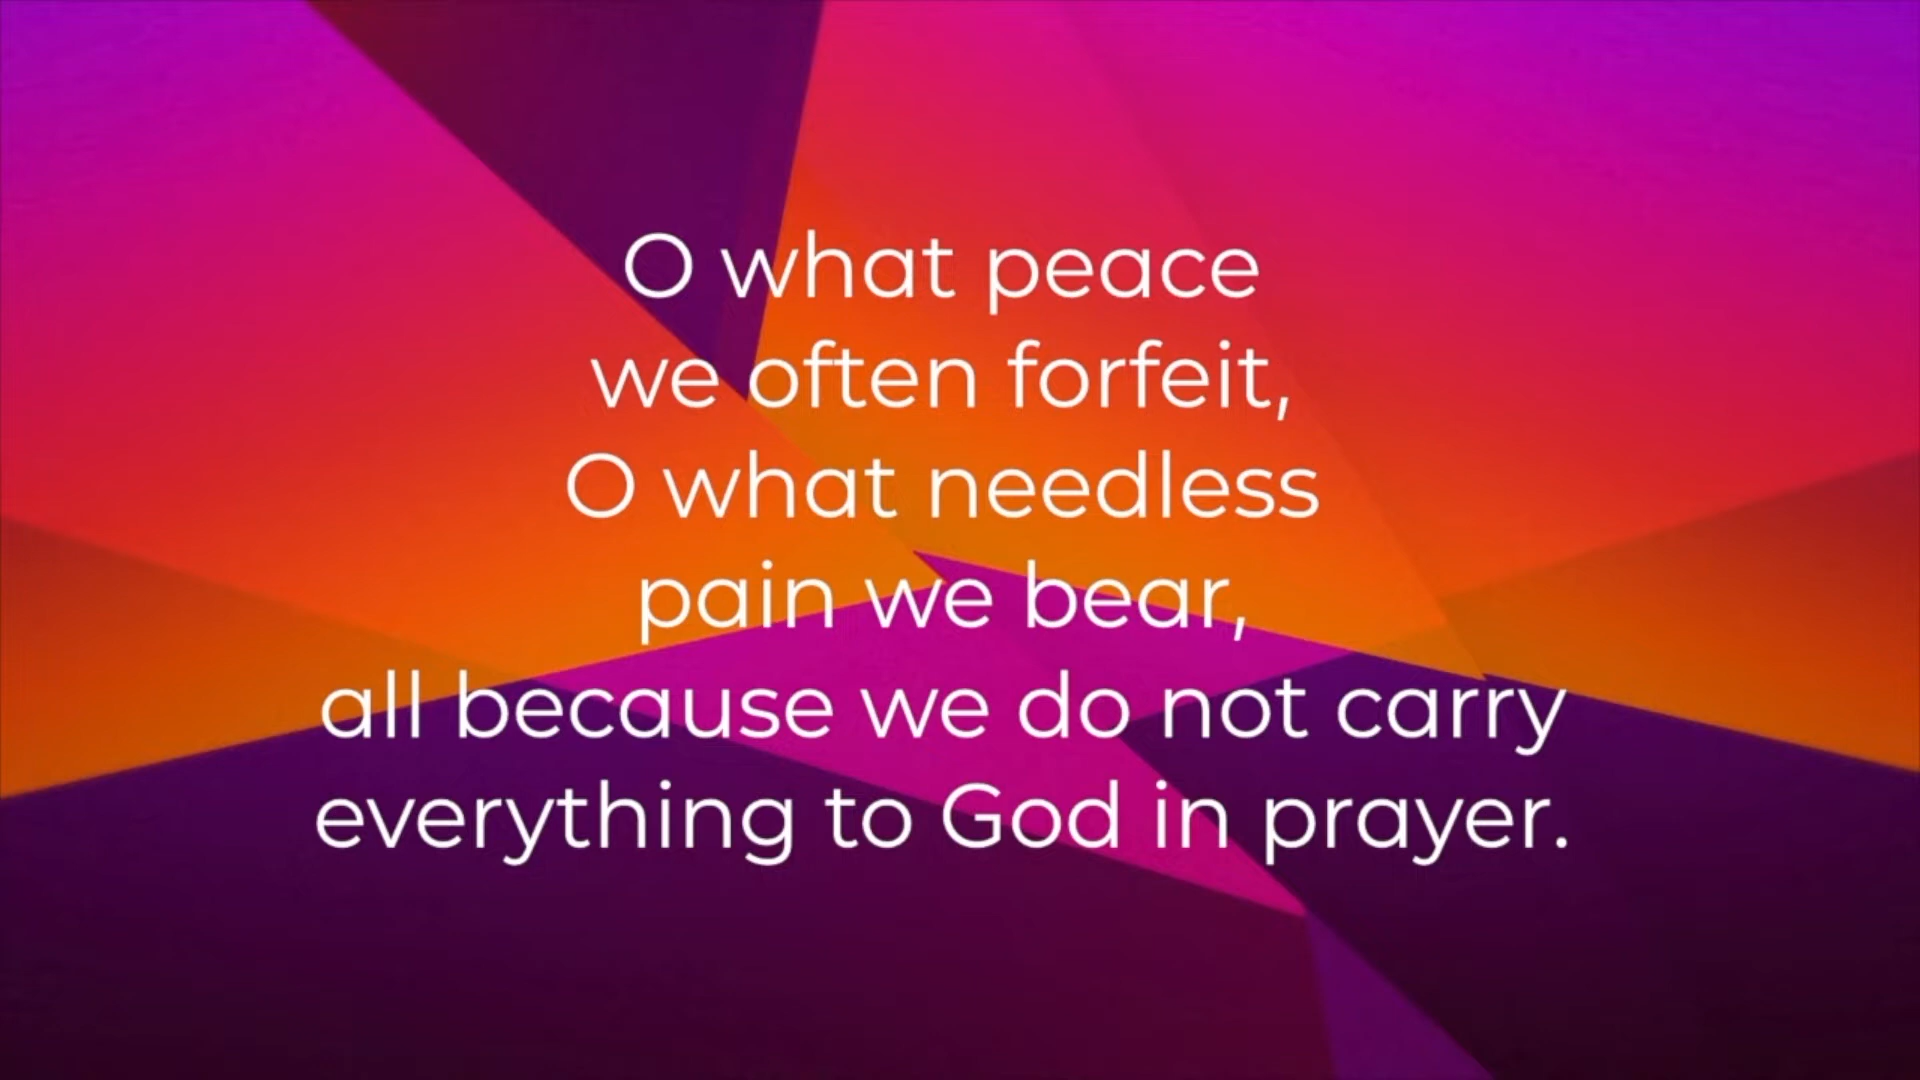 O what peace
we often forfeit,
O what needless
pain we bear,
all because we do not carry
everything to God in prayer.